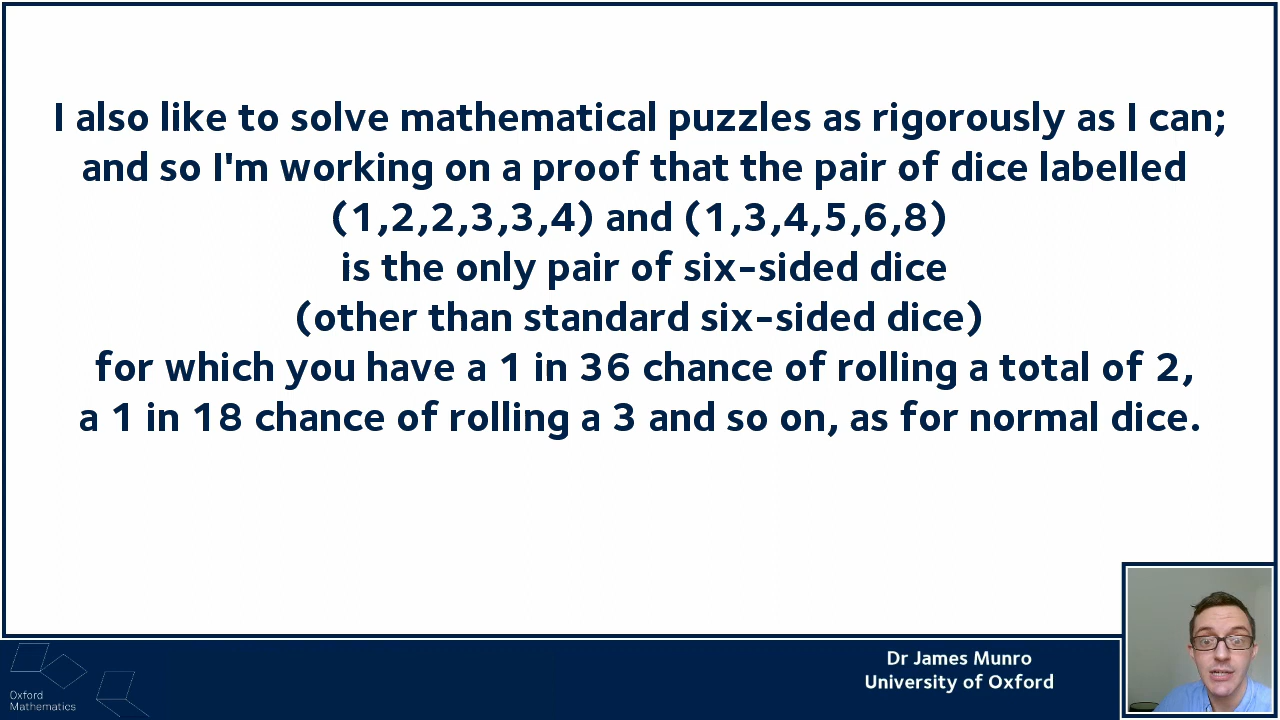 I also like to solve mathematical puzzles as rigorously as I can;
and so I'm working on a proof that the pair of dice labelled
(1,2,2,3,3,4) and (1,3,4,5,6,8)
is the only pair of six-sided dice
(other than standard six-sided dice)
for which you have a 1 in 36 chance of rolling a total of 2,
a 1 in 18 chance of rolling a 3 and so on, as for normal dice.
Dr James Munro
University of Oxford
Oxford
Mathematics